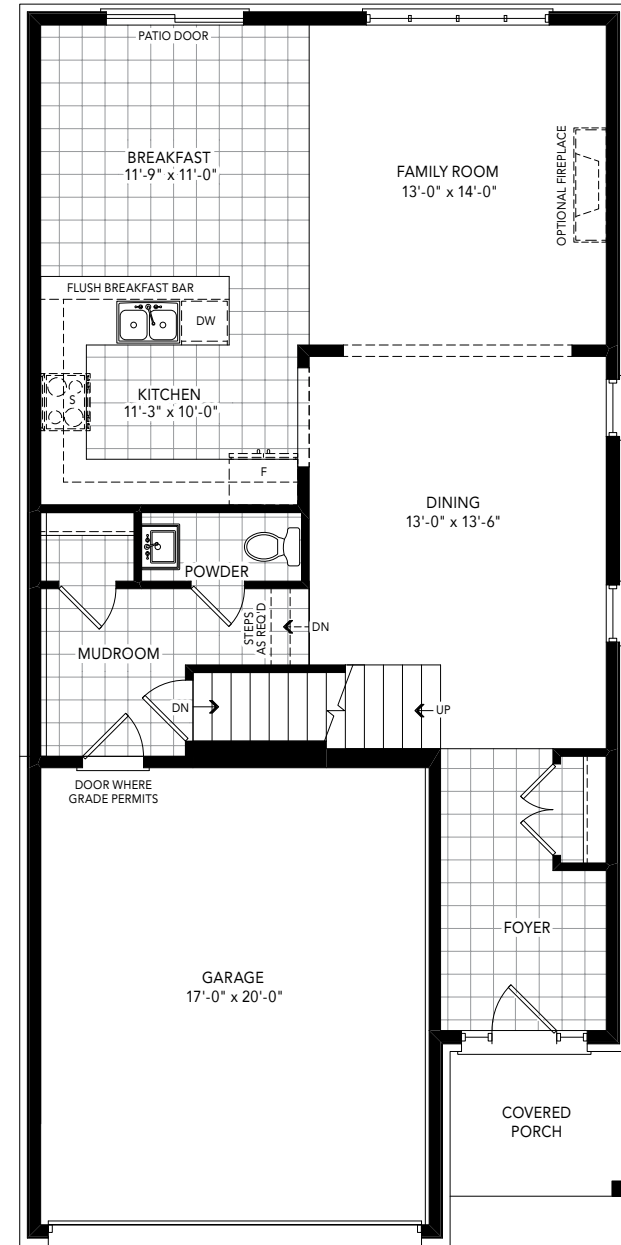 PATIO DOOR
BREAKFAST
11'-9" x 11'-0"
FAMILY ROOM
13'-0" x 14'-0"
OPTIONAL FIREPLACE
FLUSH BREAKFAST BAR
DW
S
KITCHEN
11'-3" x 10'-0"
F
DINING
13'-0" x 13'-6"
POWDER
STEPS
AS REQ'D
DN
MUDROOM
DN
UP
DOOR WHERE
GRADE PERMITS
FOYER
GARAGE
17'-0" x 20'-0"
COVERED
PORCH